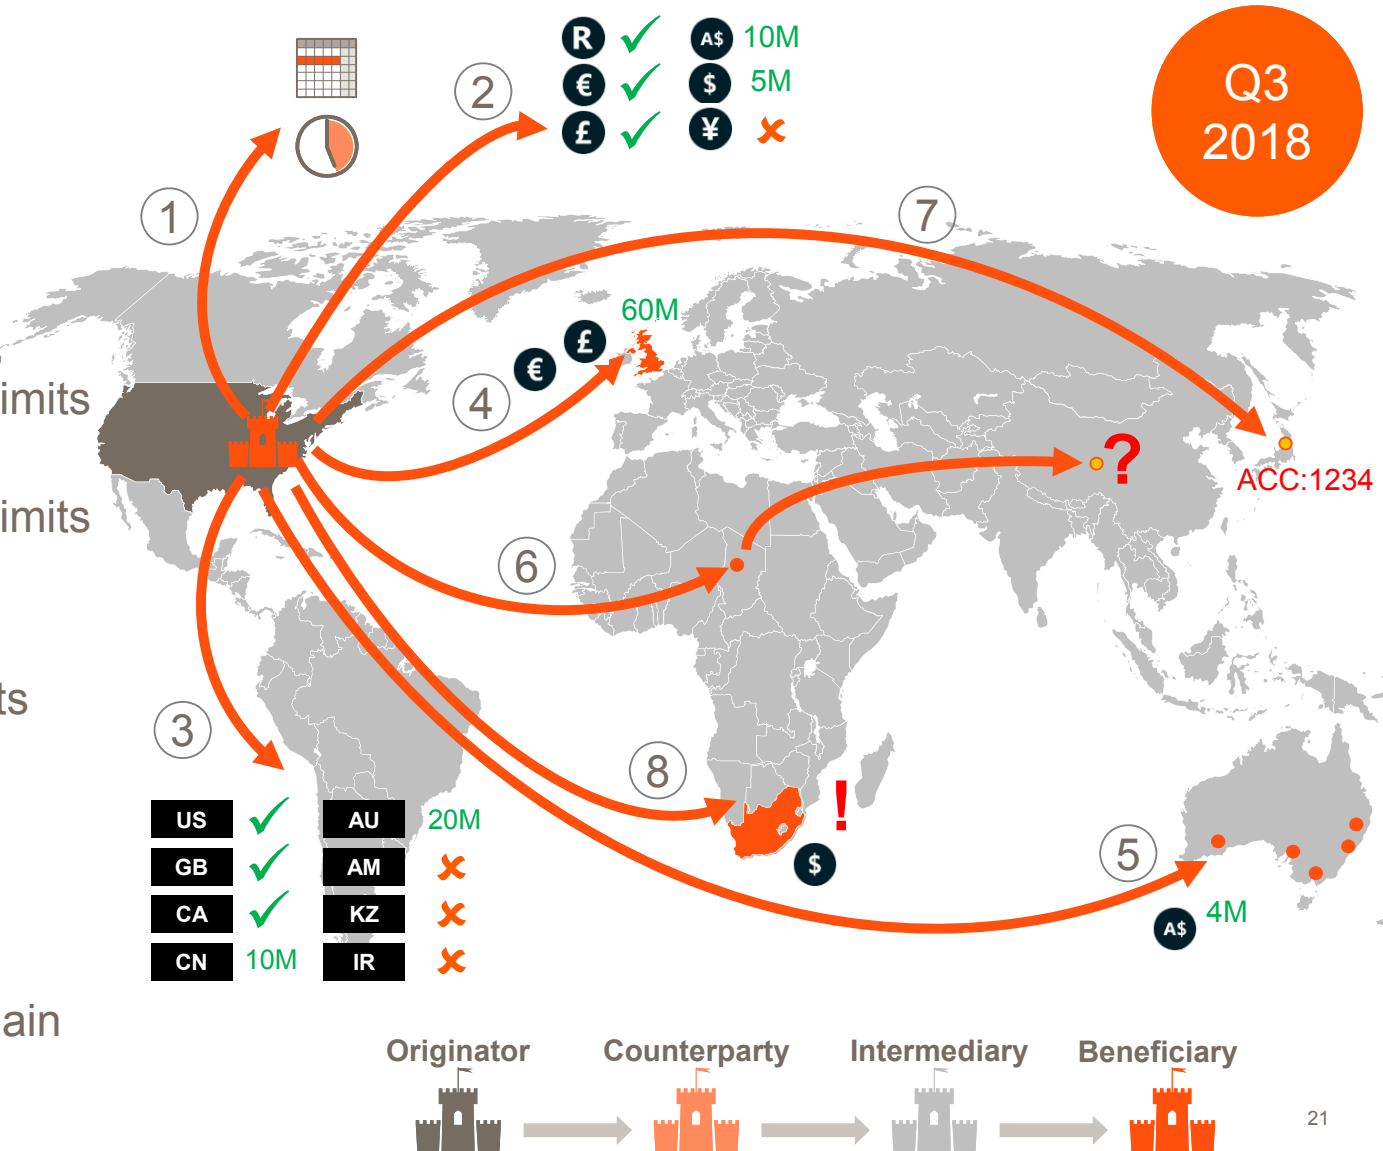 R A$ 10M
€ $ 5M
£ ¥
Q3
2018
1
2
7
60M
£
€
4
imits
?
ACC:1234
imits
6
ts
3
8
!
$
5
4M
A$
US AU 20M
GB AM
CA KZ
CN 10M IR
ain
Originator Counterparty Intermediary Beneficiary
21